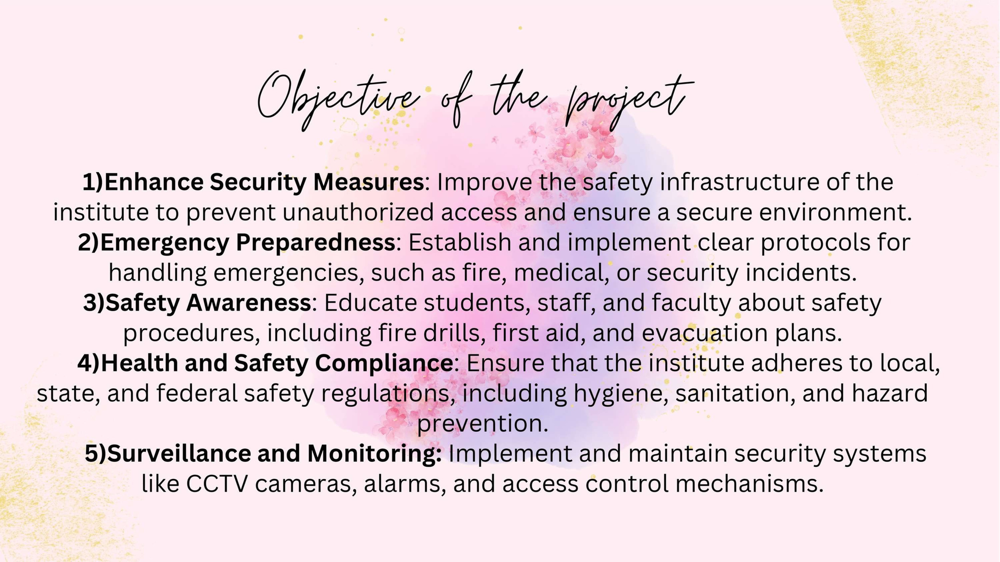 Objective of the project
1)Enhance Security Measures: Improve the safety infrastructure of the
institute to prevent unauthorized access and ensure a secure environment.
2)Emergency Preparedness: Establish and implement clear protocols for
handling emergencies, such as fire, medical, or security incidents.
3)Safety Awareness: Educate students, staff, and faculty about safety
procedures, including fire drills, first aid, and evacuation plans.
4)Health and Safety Compliance: Ensure that the institute adheres to local,
state, and federal safety regulations, including hygiene, sanitation, and hazard
prevention.
5)Surveillance and Monitoring: Implement and maintain security systems
like CCTV cameras, alarms, and access control mechanisms.